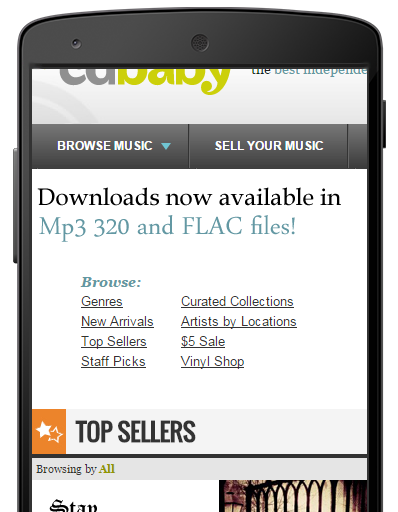 cdbaby
the best independe
BROWSE MUSIC
SELL YOUR MUSIC
Downloads now available in
Mp3 320 and FLAC files!
Browse:
Genres
Curated Collections
New Arrivals
Artists by Locations
Top Sellers
$5 Sale
Staff Picks
Vinyl Shop
TOP SELLERS
Browsing by All
Stay